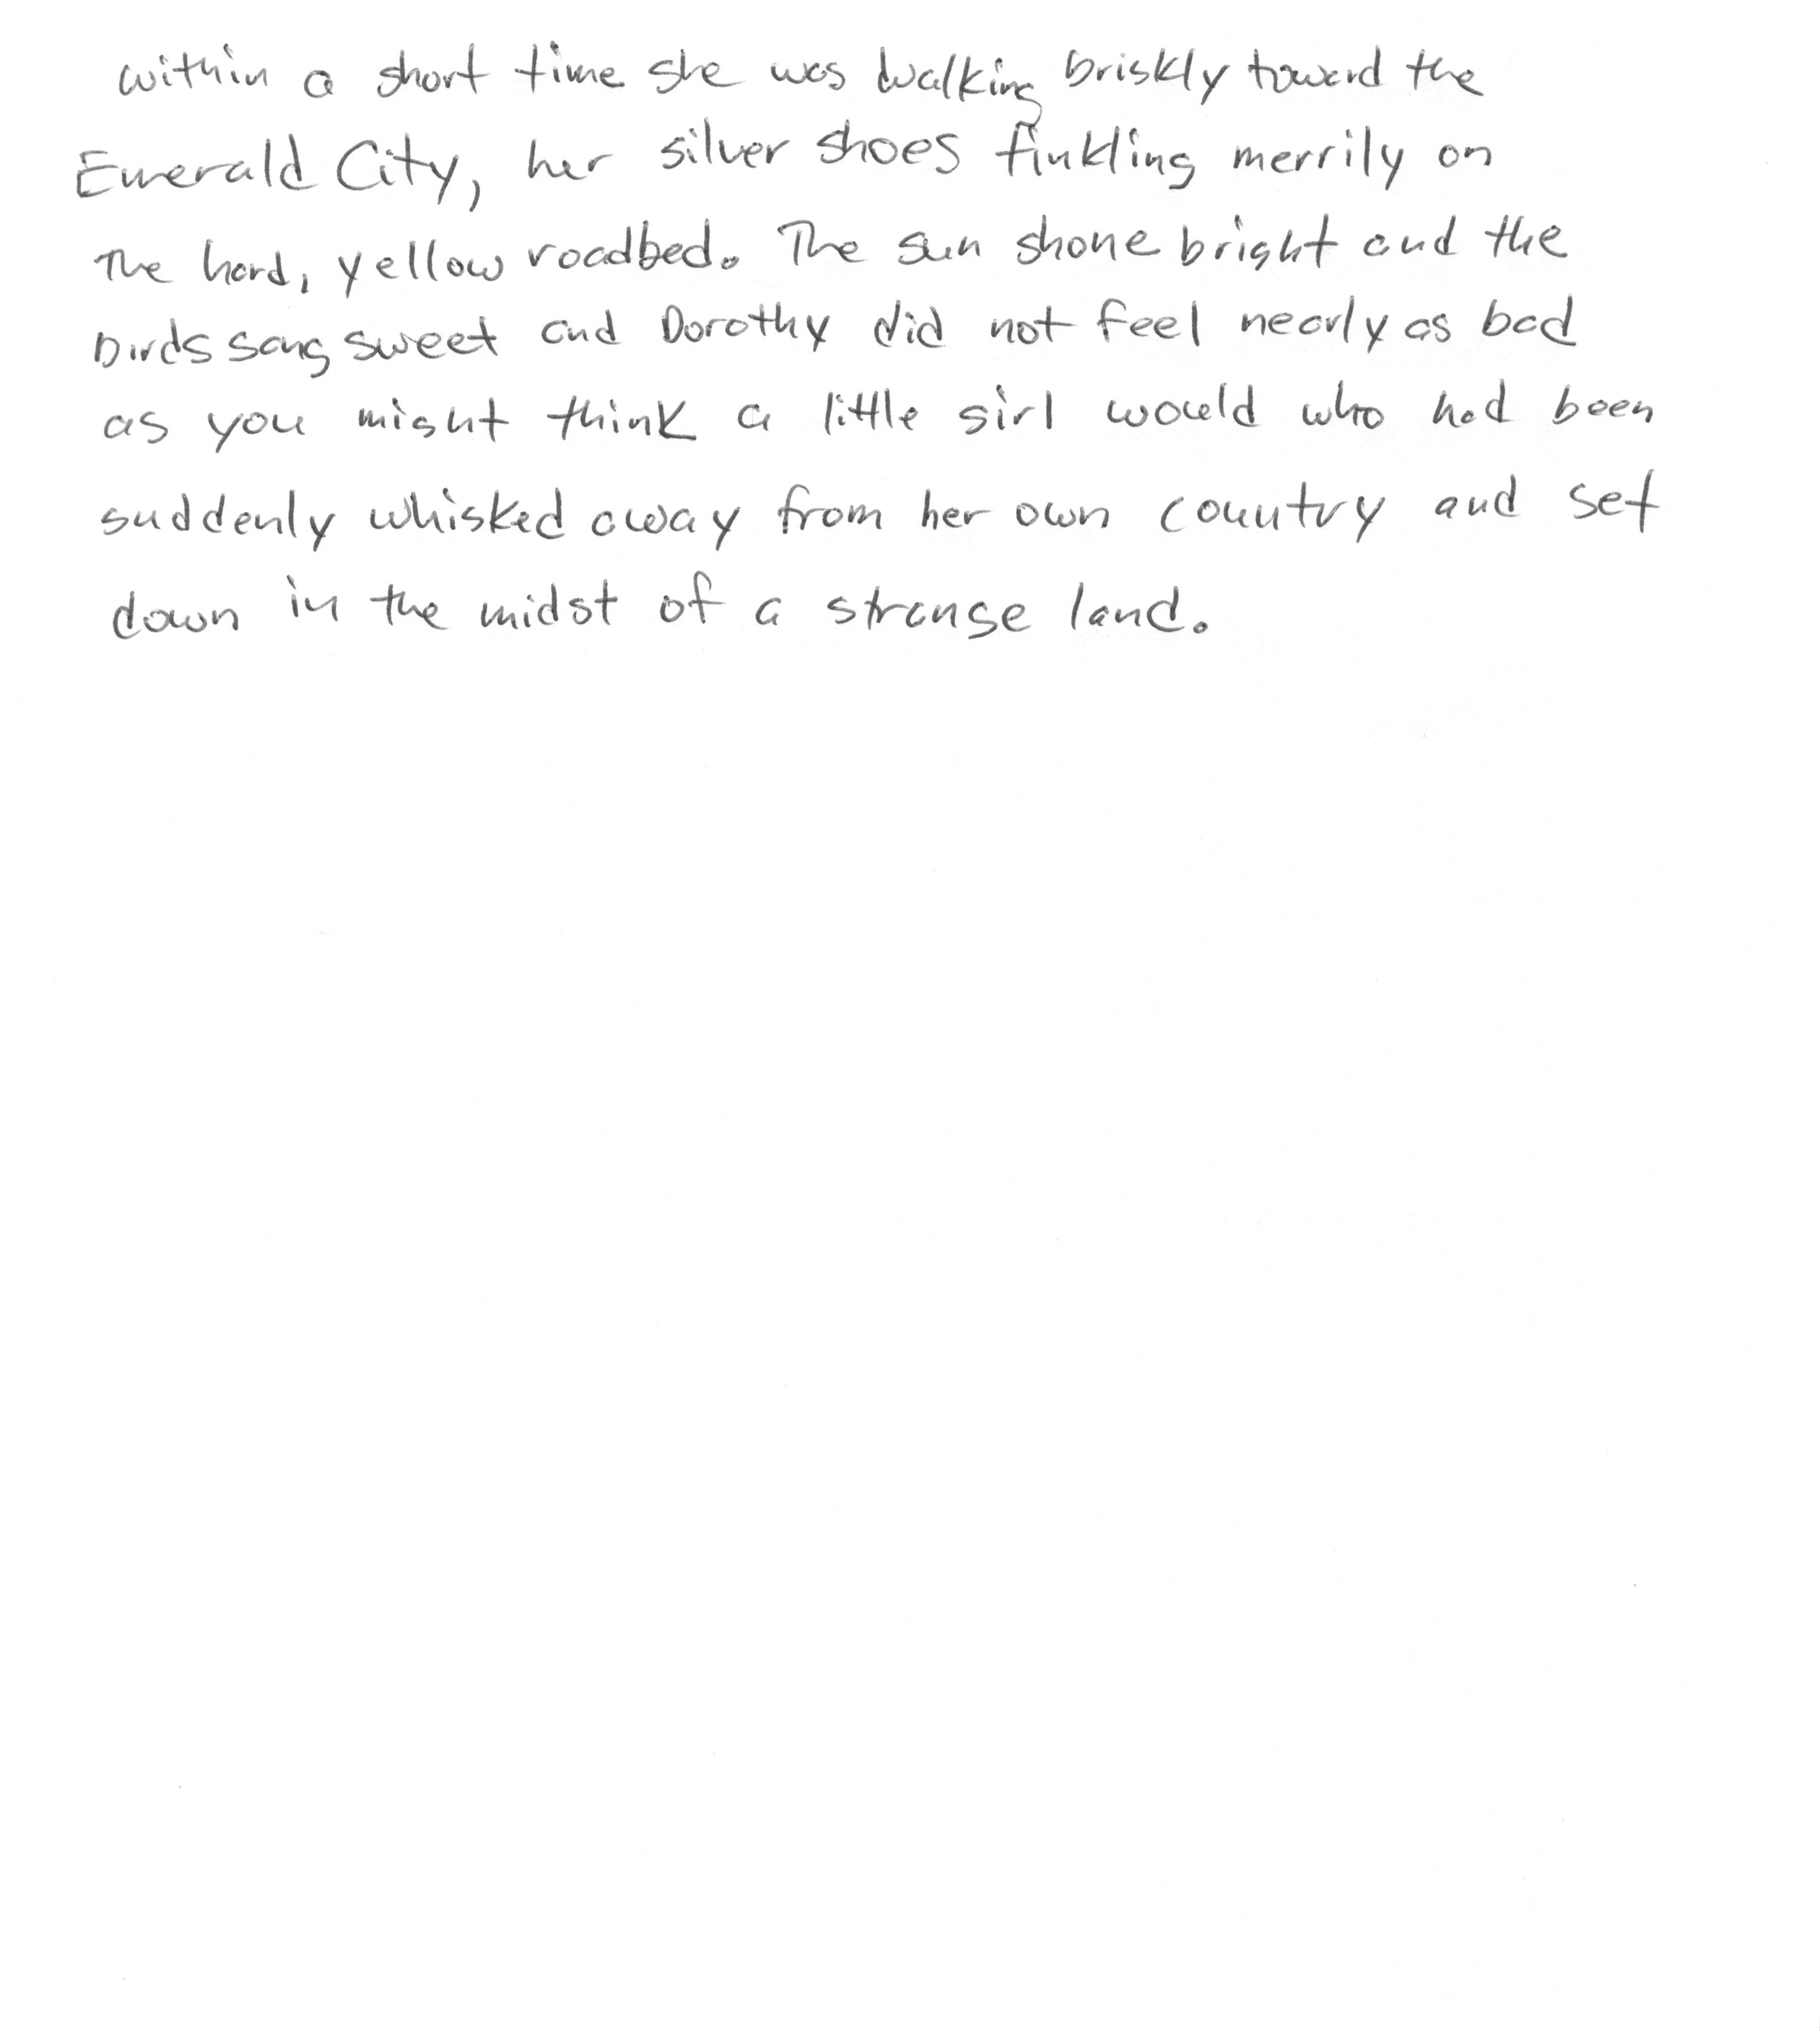 within a short time she was walking briskly toward the
Emerald City, her silver shoes tinkling merrily on
the hard, yellow roadbed. The sun shone bright and the
birds sang sweet and Dorothy did not feel nearly as bad
as you might think a little girl would who had been
suddenly whisked away from her own country and set
down in the midst of a strange land.